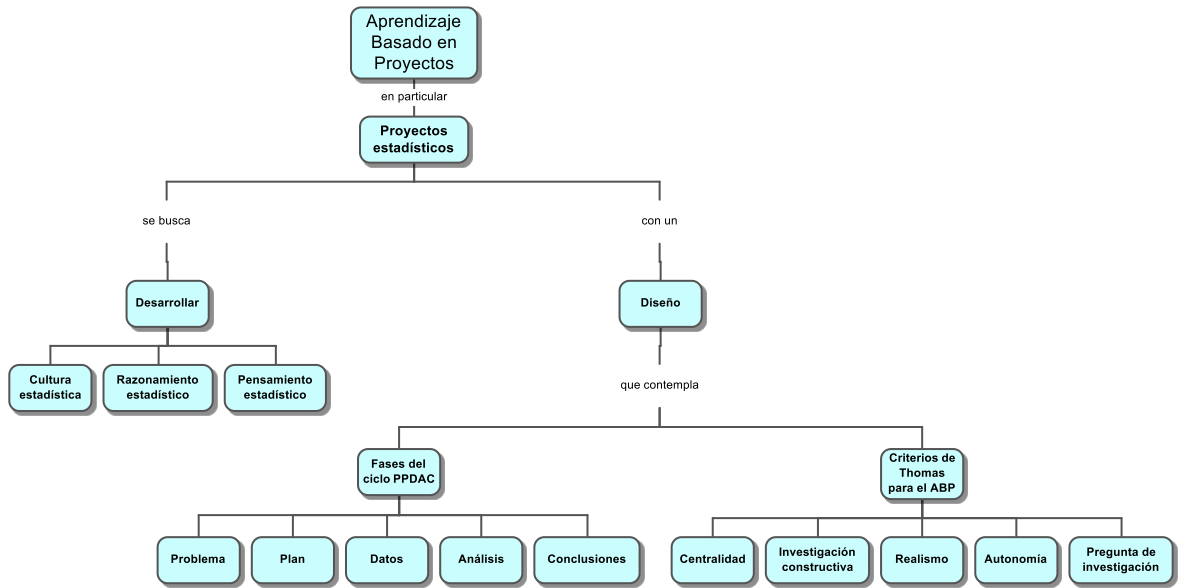 Aprendizaje
Basado en
Proyectos
en particular
Proyectos
estadísticos
se busca
con un
Desarrollar
Diseño
Cultura
estadística
Razonamiento
estadístico
Pensamiento
estadístico
que contempla
Fases del
ciclo PPDAC
Criterios de
Thomas
para el ABP
Problema
Plan
Datos
Análisis
Conclusiones
Centralidad
Investigación
constructiva
Realismo
Autonomía
Pregunta de
investigación